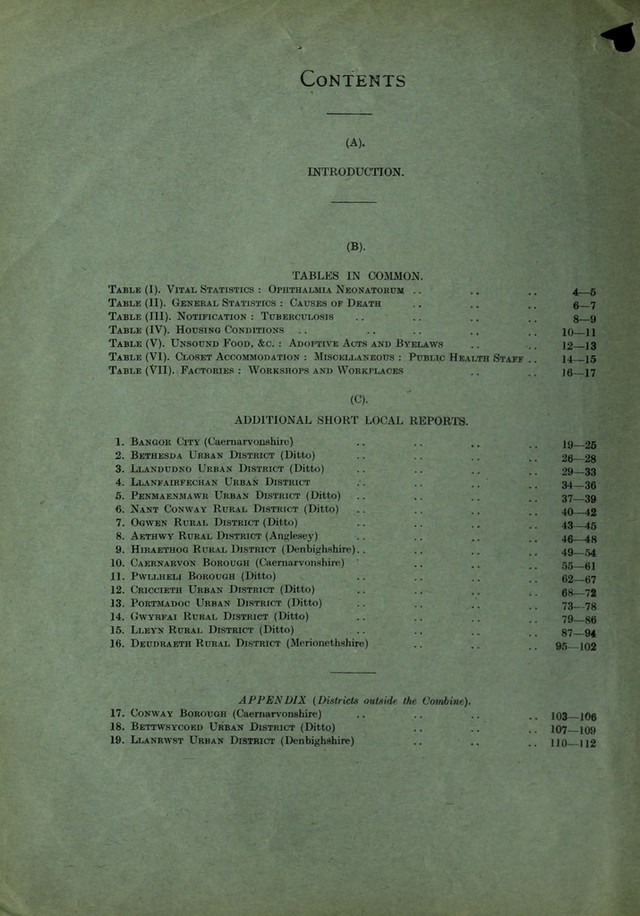 CONTENTS
(A).
INTRODUCTION.
(B).
TABLES IN COMMON.
TABLE (I). VITAL STATISTICS : OPHTHALMIA NEONATORUM .. .. .. 4—5
TABLE (II). GENERAL STATISTICS : CAUSES OF DEATH .. .. .. 6—7
TABLE (III). NOTIFICATION : TUBERCULOSIS .. .. .. .. 8—9
TABLE (IV). HOUSING CONDITIONS .. .. .. .. .. 10—11
TABLE (V). UNSOUND FOOD, &C. : ADOPTIVE ACTS AND BYELAWS .. .. 12—13
TABLE (VI). CLOSET ACCOMMODATION : MISCELLANEOUS : PUBLIC HEALTH STAFF .. 14—15
TABLE (VII). FACTORIES : WORKSHOPS AND WORKPLACES .. .. 16—17
(C).
ADDITIONAL SHORT LOCAL REPORTS.
1. BANGOR CITY (Caernarvonshire) .. .. .. .. 19—25
2. BETHESDA URBAN DISTRICT (Ditto) .. .. .. .. 26—28
3. LLANDUDNO URBAN DISTRICT (Ditto) .. .. .. .. 29—33
4. LLANFAIRFECHAN URBAN DISTRICT .. .. .. .. 34—36
5. PENMAENMAWR URBAN DISTRICT (Ditto) .. .. .. .. 37—39
6. NANT CONWAY RURAL DISTRICT (Ditto) .. .. .. .. 40—42
7. OGWEN RURAL DISTRICT (Ditto) .. .. .. .. 43—45
8. AETHWY RURAL DISTRICT (Anglesey) .. .. .. .. 46—48
9. HIRAETHOG RURAL DISTRICT (Denbighshire).. .. .. .. 49—54
10. CAERNARVON BOROUGH (Caernarvonshire) .. .. .. .. 55—61
11. PWLLHELI BOROUGH (Ditto) .. .. .. .. 62—67
12. CRICCIETH URBAN DISTRICT (Ditto) .. .. .. .. 68—72
13. PORTMADOC URBAN DISTRICT (Ditto) .. .. .. .. 73—78
14. GWYRFAI RURAL DISTRICT (Ditto) .. .. .. .. 79—86
15. LLEYN RURAL DISTRICT (Ditto) .. .. .. .. 87—94
16. DEUDRAETH RURAL DISTRICT (Merionethshire) .. .. .. 95—102
APPENDIX (Districts outside the Combine).
17. CONWAY BOROUGH (Caernarvonshire) .. .. .. .. 103—106
18. BETTWSYCOED URBAN DISTRICT (Ditto) .. .. .. 107—109
19. LLANRWST URBAN DISTRICT (Denbighshire) .. .. .. 110—112